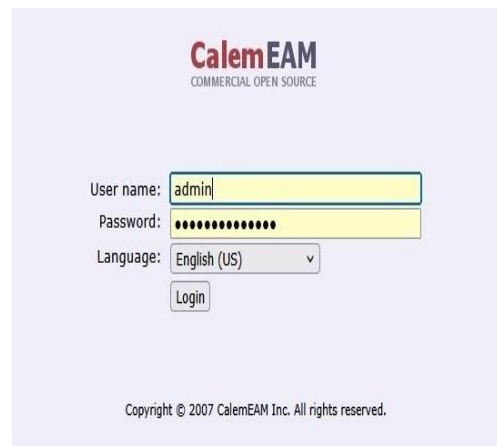 CalemEAM
COMMERCIAL OPEN SOURCE
User name: admin
Password: ••••••••••••••
Language: English (US)
Login
Copyright © 2007 CalemEAM Inc. All rights reserved.